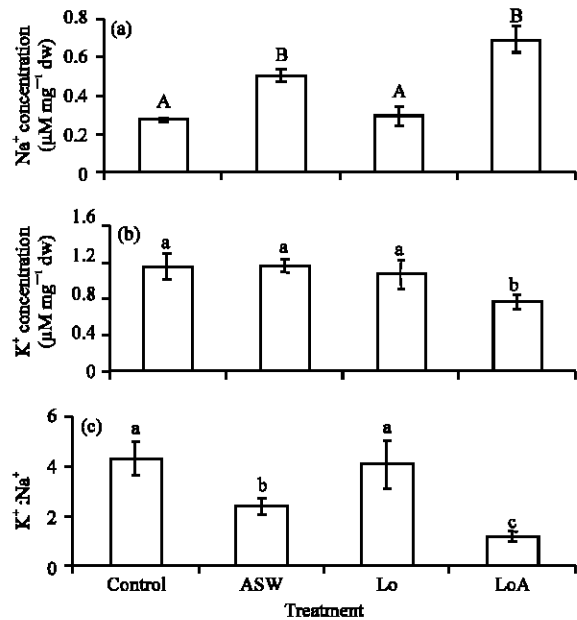 0.8
(a)
B
B
0.6
A
A
0.4
0.2
0
Na⁺ concentration
(µM mg⁻¹ dw)
1.6
(b)
a
a
a
1.2
b
0.8
0.4
0
K⁺ concentration
(µM mg⁻¹ dw)
6
(c)
a
a
4
b
2
c
0
K⁺:Na⁺
Control ASW Lo LoA
Treatment